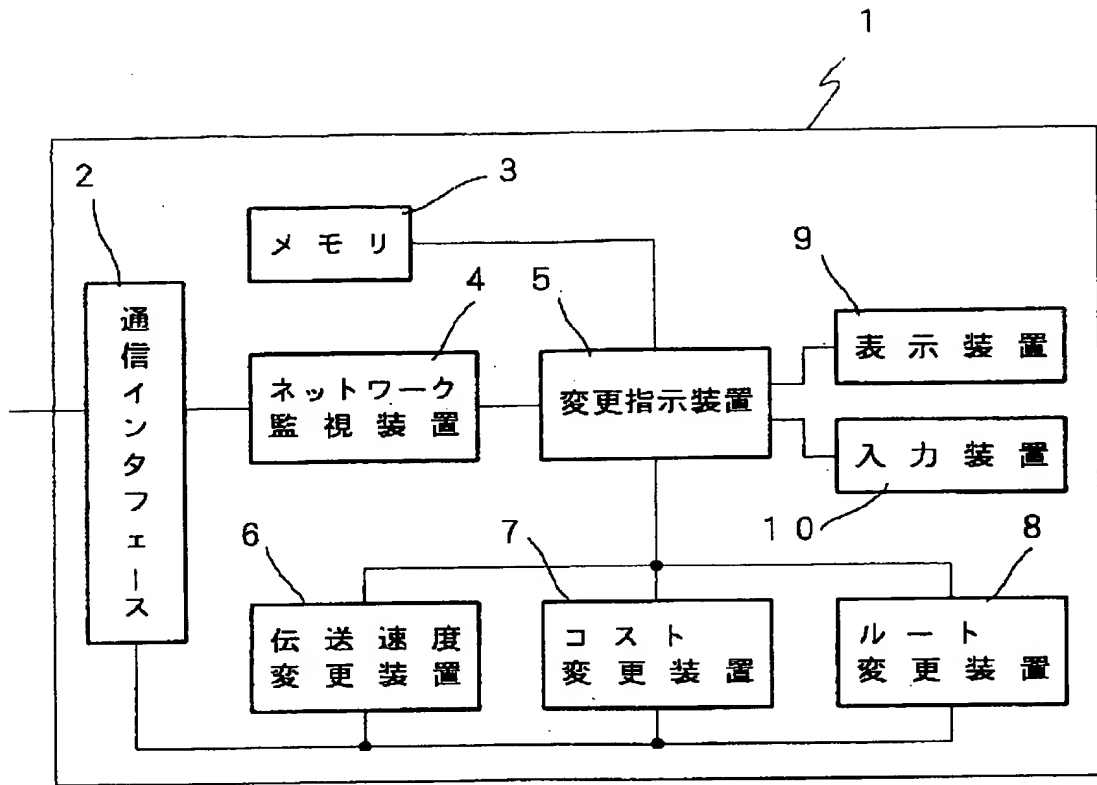 1
2
3
メモリ
9
4
5
通信インタフェース
表示装置
ネットワーク
監視装置
変更指示装置
入力装置
10
6
7
8
伝送速度
変更装置
コスト
変更装置
ルート
変更装置